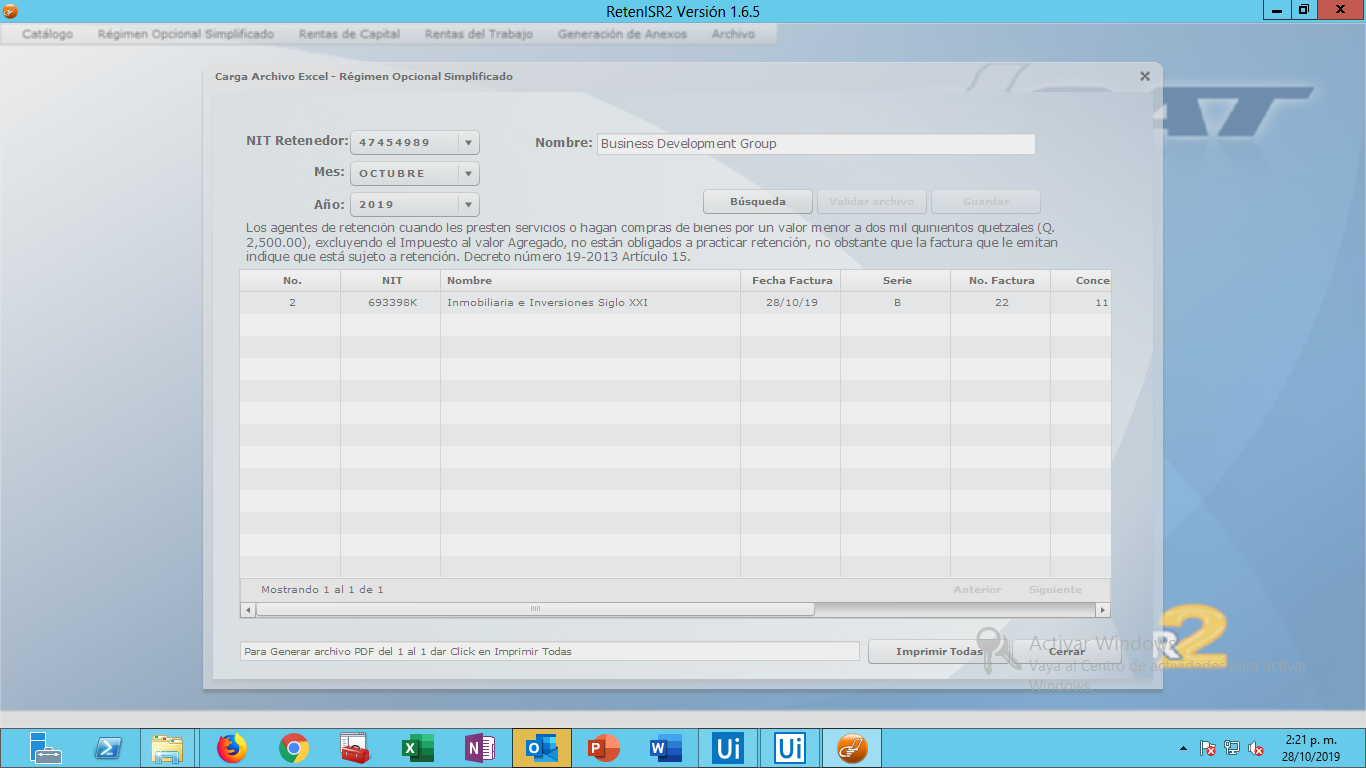 RetenISR2 Versión 1.6.5
Catálogo Régimen Opcional Simplificado Rentas de Capital Rentas del Trabajo Generación de Anexos Archivo
Carga Archivo Excel - Régimen Opcional Simplificado
NIT Retenedor: 47454989 Nombre: Business Development Group
Mes: OCTUBRE
Año: 2019 Búsqueda Validar archivo Guardar
Los agentes de retención cuando les presten servicios o hagan compras de bienes por un valor menor a dos mil quinientos quetzales (Q.
2,500.00), excluyendo el Impuesto al valor Agregado, no están obligados a practicar retención, no obstante que la factura que le emitan
indique que está sujeto a retención. Decreto número 19-2013 Artículo 15.
No. NIT Nombre Fecha Factura Serie No. Factura Conce
2 693398K Inmobiliaria e Inversiones Siglo XXI 28/10/19 B 22 11
Mostrando 1 al 1 de 1 Anterior Siguiente
Para Generar archivo PDF del 1 al 1 dar Click en Imprimir Todas Imprimir Todas Cerrar
R2
Activar Windows
Vaya al Centro de actividades para activar
Windows.
2:21 p. m.
28/10/2019